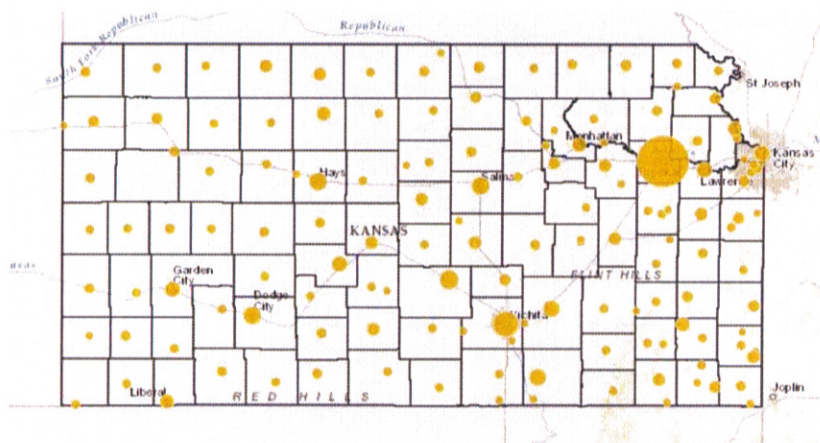 Republican
South Fork Republican
St Joseph
Manhattan
Kansas
City
Hays
Salina
Lawrence
KANSAS
Garden
City
FLINT HILLS
Dodge
City
Wichita
Liberal
RED HILLS
Joplin